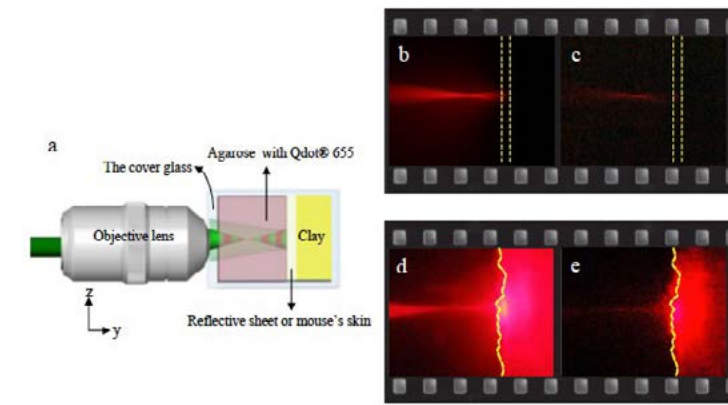 a
The cover glass
Agarose with Qdot® 655
Objective lens
Clay
Reflective sheet or mouse's skin
z
y
b
c
d
e